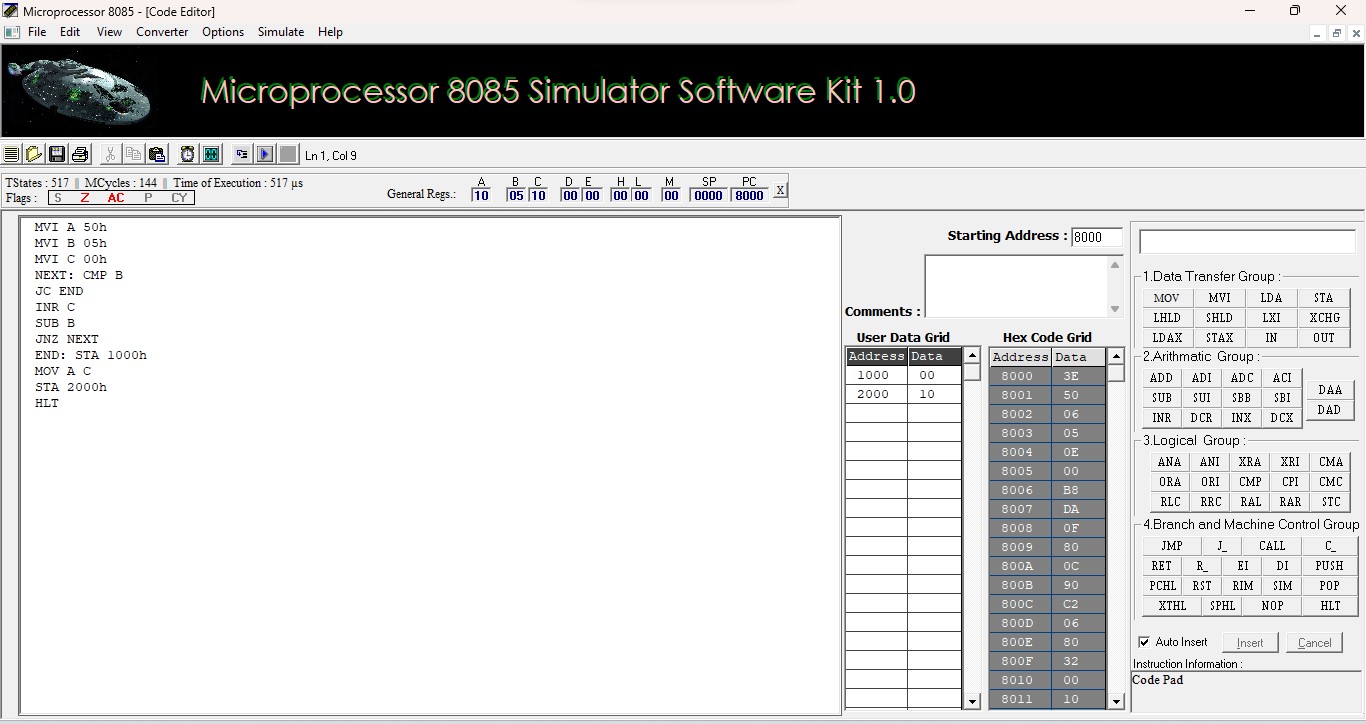 Microprocessor 8085 - [Code Editor]
File Edit View Converter Options Simulate Help
Microprocessor 8085 Simulator Software Kit 1.0
Ln 1, Col 9
TStates : 517 || MCycles : 144 || Time of Execution : 517 µs
Flags : S Z AC P CY
General Regs.: A B C D E H L M SP PC
10 05 10 00 00 00 00 00 0000 8000 X
MVI A 50h
MVI B 05h
MVI C 00h
NEXT: CMP B
JC END
INR C
SUB B
JNZ NEXT
END: STA 1000h
MOV A C
STA 2000h
HLT
Starting Address : 8000
Comments :
User Data Grid
Address Data
1000 00
2000 10
Hex Code Grid
Address Data
8000 3E
8001 50
8002 06
8003 05
8004 0E
8005 00
8006 B8
8007 DA
8008 0F
8009 80
800A 0C
800B 90
800C C2
800D 06
800E 80
800F 32
8010 00
8011 10
1.Data Transfer Group :
MOV MVI LDA STA
LHLD SHLD LXI XCHG
LDAX STAX IN OUT
2.Arithmatic Group :
ADD ADI ADC ACI
SUB SUI SBB SBI
INR DCR INX DCX
DAA
DAD
3.Logical Group :
ANA ANI XRA XRI CMA
ORA ORI CMP CPI CMC
RLC RRC RAL RAR STC
4.Branch and Machine Control Group
JMP J_ CALL C_
RET R_ EI DI PUSH
PCHL RST RIM SIM POP
XTHL SPHL NOP HLT
Auto Insert Insert Cancel
Instruction Information :
Code Pad